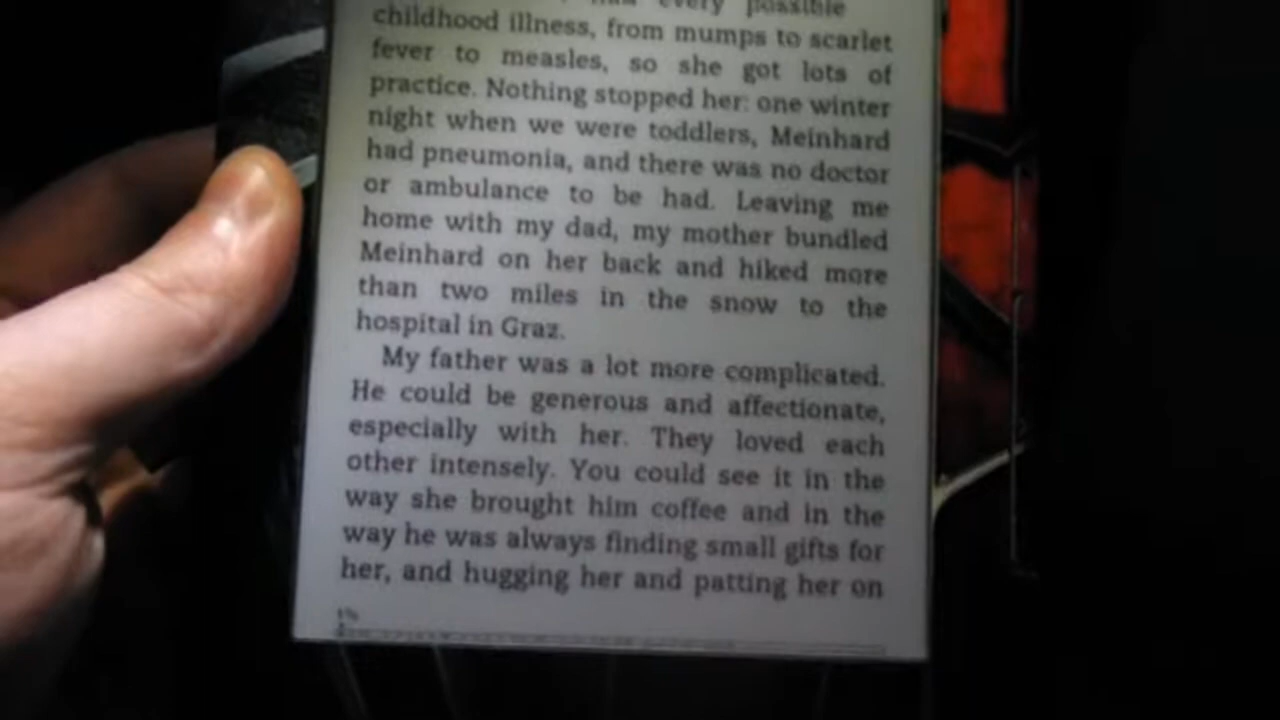 had every possible
childhood illness, from mumps to scarlet
fever to measles, so she got lots of
practice. Nothing stopped her: one winter
night when we were toddlers, Meinhard
had pneumonia, and there was no doctor
or ambulance to be had. Leaving me
home with my dad, my mother bundled
Meinhard on her back and hiked more
than two miles in the snow to the
hospital in Graz.
My father was a lot more complicated.
He could be generous and affectionate,
especially with her. They loved each
other intensely. You could see it in the
way she brought him coffee and in the
way he was always finding small gifts for
her, and hugging her and patting her on
1%